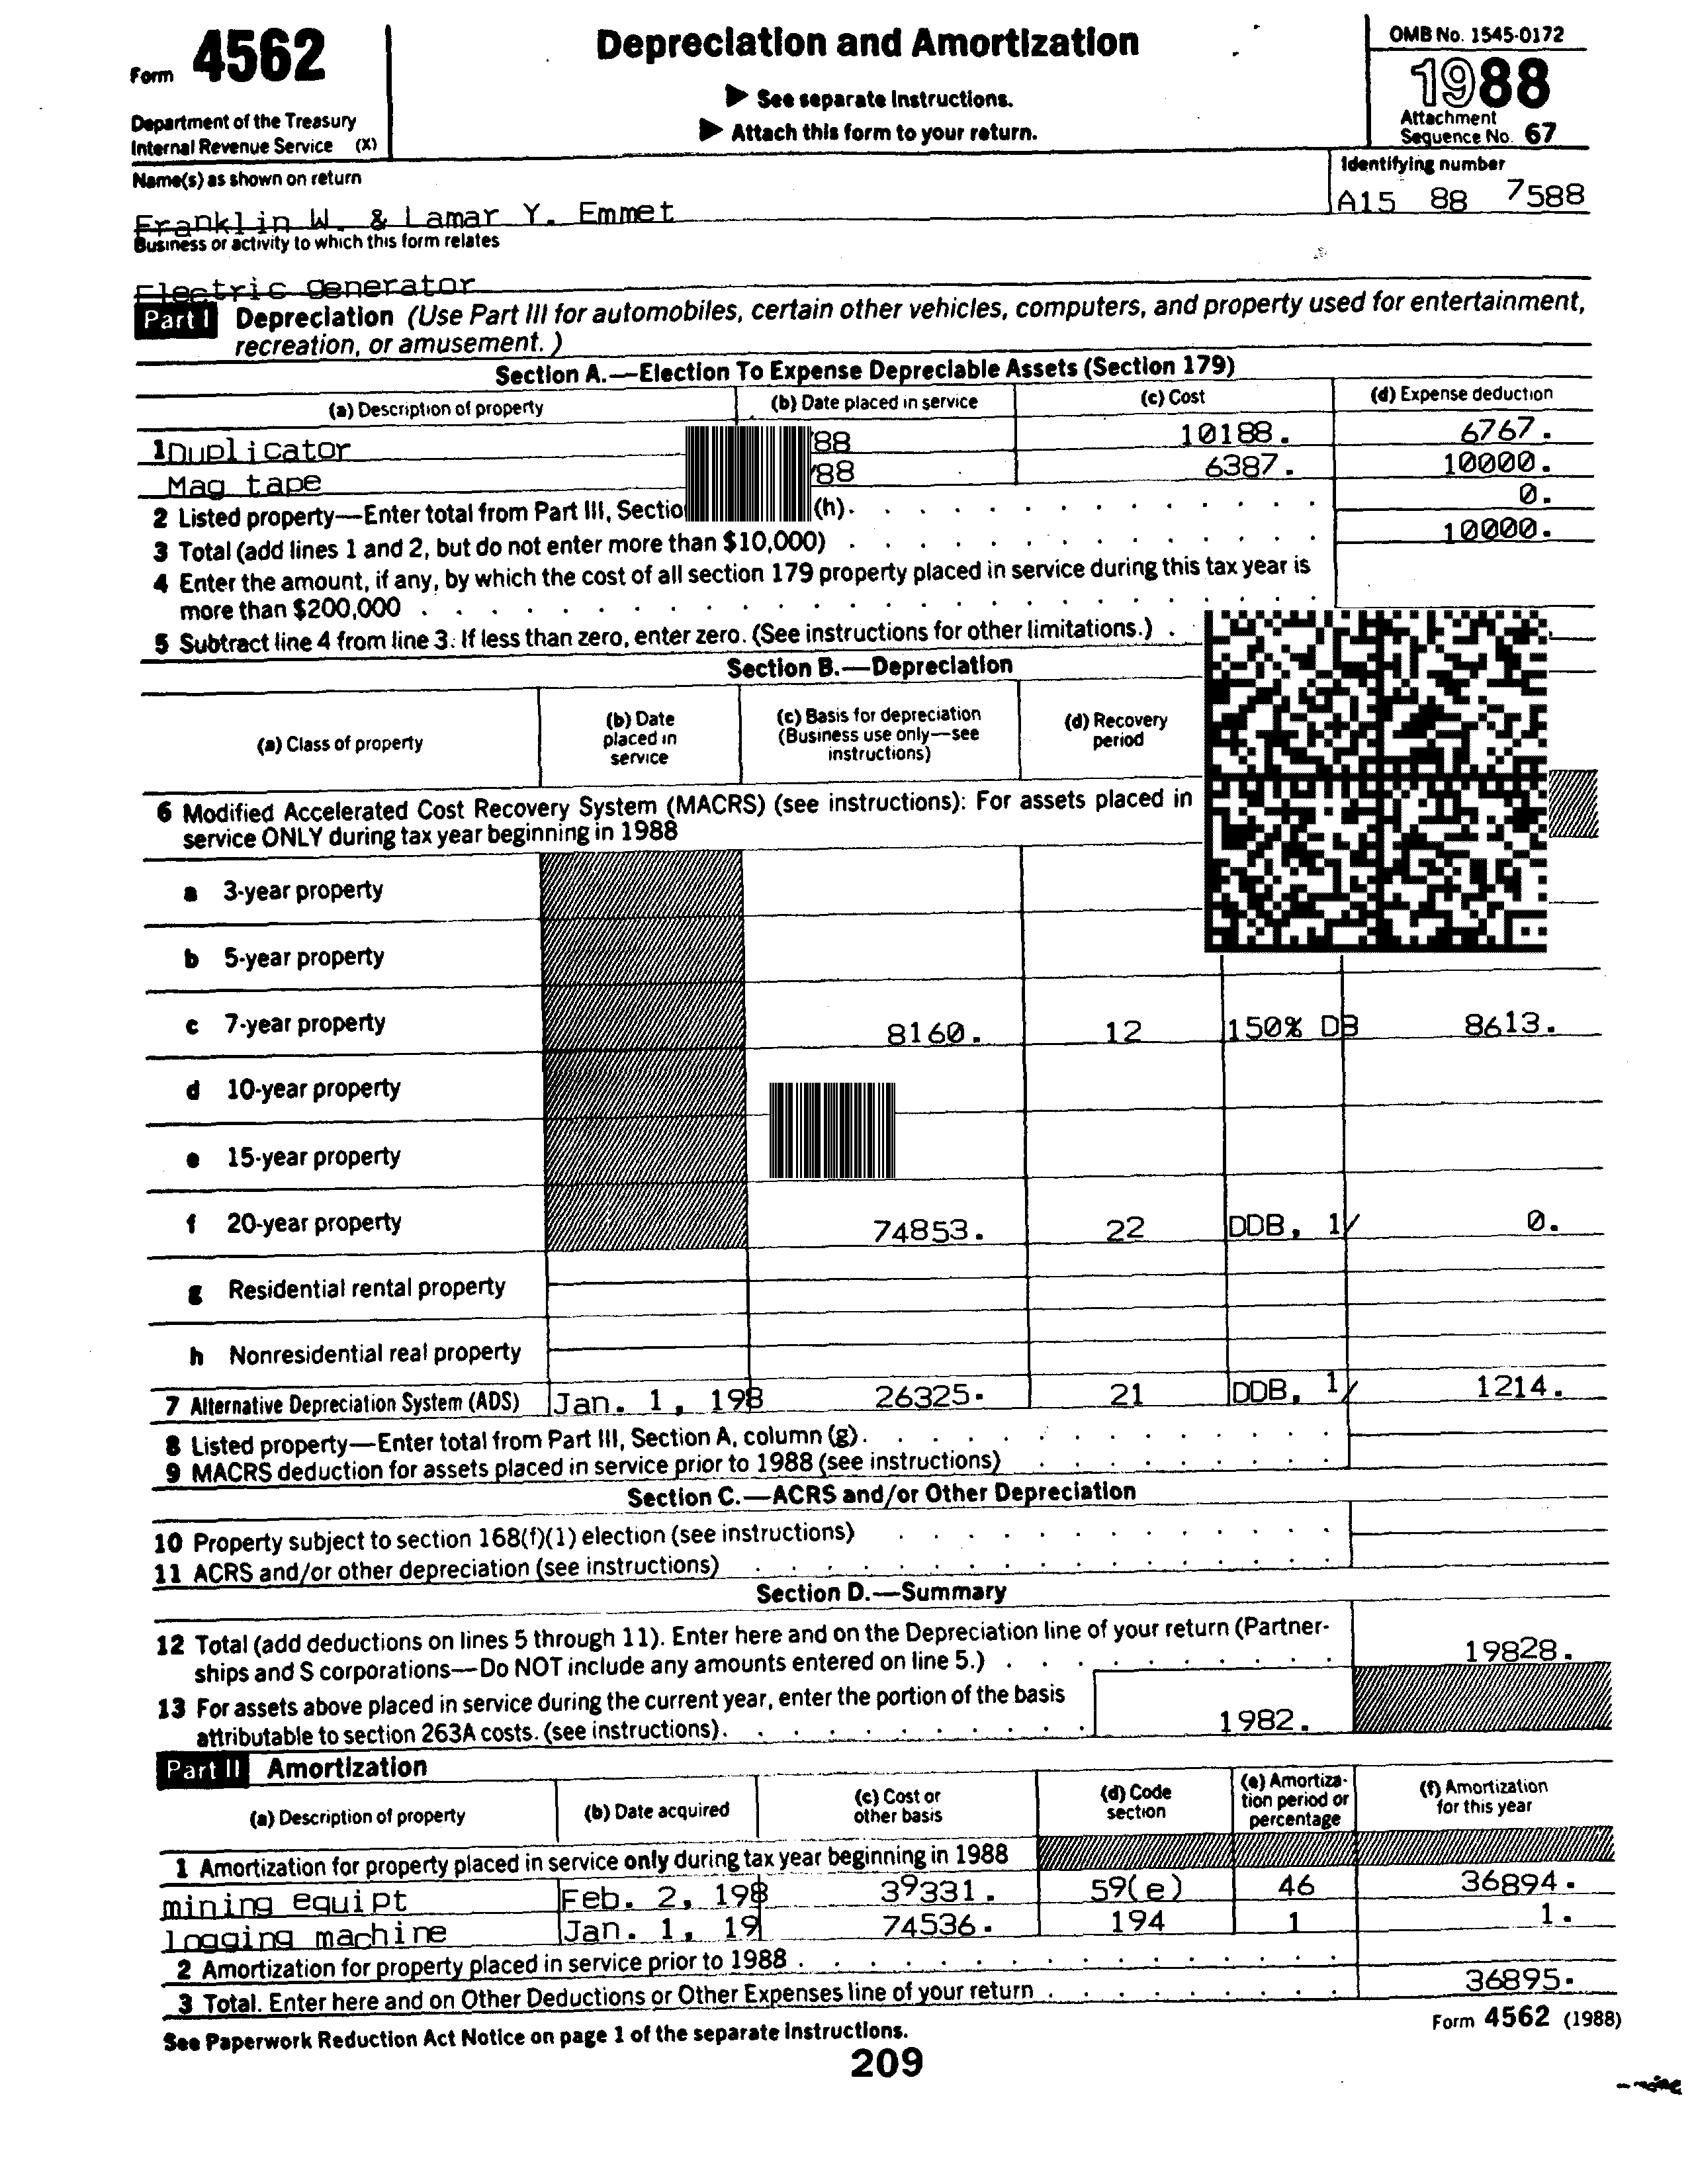 Form 4562
Department of the Treasury
Internal Revenue Service (X)
Depreciation and Amortization
▶ See separate Instructions.
▶ Attach this form to your return.
OMB No. 1545-0172
1988
Attachment
Sequence No. 67
Name(s) as shown on return
Identifying number
Franklin W. & Lamar Y. Emmet
A15 88 7588
Business or activity to which this form relates
Electric generator
Part I Depreciation (Use Part III for automobiles, certain other vehicles, computers, and property used for entertainment,
recreation, or amusement.)
Section A.—Election To Expense Depreciable Assets (Section 179)
(a) Description of property (b) Date placed in service (c) Cost (d) Expense deduction
1 Duplicator '88 10188. 6767.
Mag tape '88 6387. 10000.
2 Listed property—Enter total from Part III, Sectio (h). 0.
3 Total (add lines 1 and 2, but do not enter more than $10,000) 10000.
4 Enter the amount, if any, by which the cost of all section 179 property placed in service during this tax year is
more than $200,000
5 Subtract line 4 from line 3. If less than zero, enter zero. (See instructions for other limitations.)
Section B.—Depreciation
(a) Class of property
(b) Date
placed in
service
(c) Basis for depreciation
(Business use only—see
instructions)
(d) Recovery
period
6 Modified Accelerated Cost Recovery System (MACRS) (see instructions): For assets placed in
service ONLY during tax year beginning in 1988
a 3-year property
b 5-year property
c 7-year property 8160. 12 150% DB 8613.
d 10-year property
e 15-year property
f 20-year property 74853. 22 DDB, 1/ 0.
g Residential rental property
h Nonresidential real property
7 Alternative Depreciation System (ADS) Jan. 1, 198 26325. 21 DDB, 1/ 1214.
8 Listed property—Enter total from Part III, Section A, column (g).
9 MACRS deduction for assets placed in service prior to 1988 (see instructions)
Section C.—ACRS and/or Other Depreciation
10 Property subject to section 168(f)(1) election (see instructions)
11 ACRS and/or other depreciation (see instructions)
Section D.—Summary
12 Total (add deductions on lines 5 through 11). Enter here and on the Depreciation line of your return (Partner-
ships and S corporations—Do NOT include any amounts entered on line 5.) 19828.
13 For assets above placed in service during the current year, enter the portion of the basis
attributable to section 263A costs. (see instructions). 1982.
Part II Amortization
(a) Description of property
(b) Date acquired
(c) Cost or
other basis
(d) Code
section
(e) Amortiza-
tion period or
percentage
(f) Amortization
for this year
1 Amortization for property placed in service only during tax year beginning in 1988
mining equipt Feb. 2, 198 39331. 59(e) 46 36894.
logging machine Jan. 1, 19 74536. 194 1 1.
2 Amortization for property placed in service prior to 1988
3 Total. Enter here and on Other Deductions or Other Expenses line of your return 36895.
See Paperwork Reduction Act Notice on page 1 of the separate Instructions.
Form 4562 (1988)
209